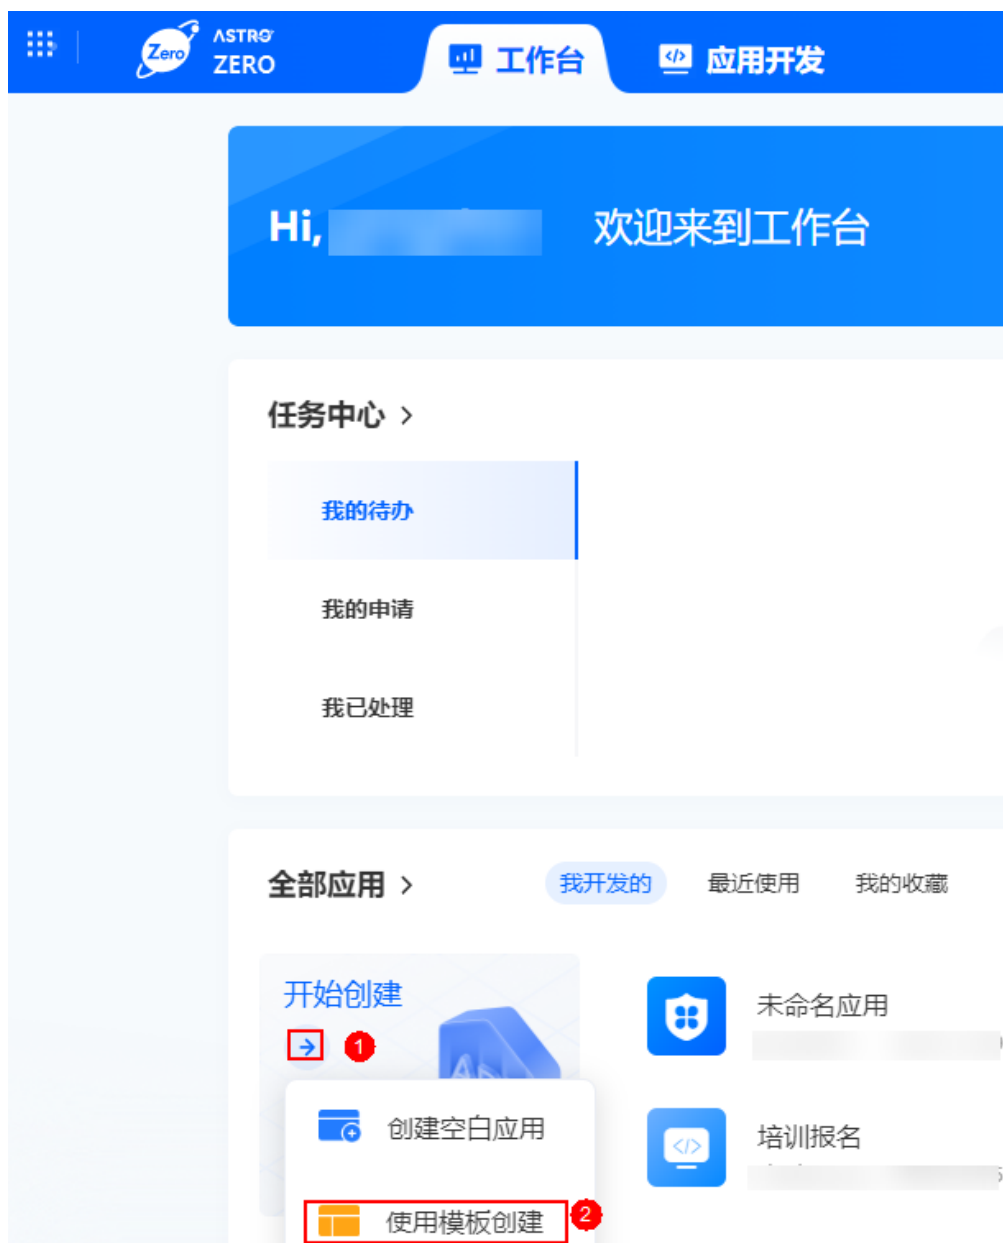 Zero
ASTRO
ZERO
工作台
应用开发
Hi,
欢迎来到工作台
任务中心 >
我的待办
我的申请
我已处理
全部应用 >
我开发的
最近使用
我的收藏
开始创建
1
未命名应用
创建空白应用
培训报名
使用模板创建
2